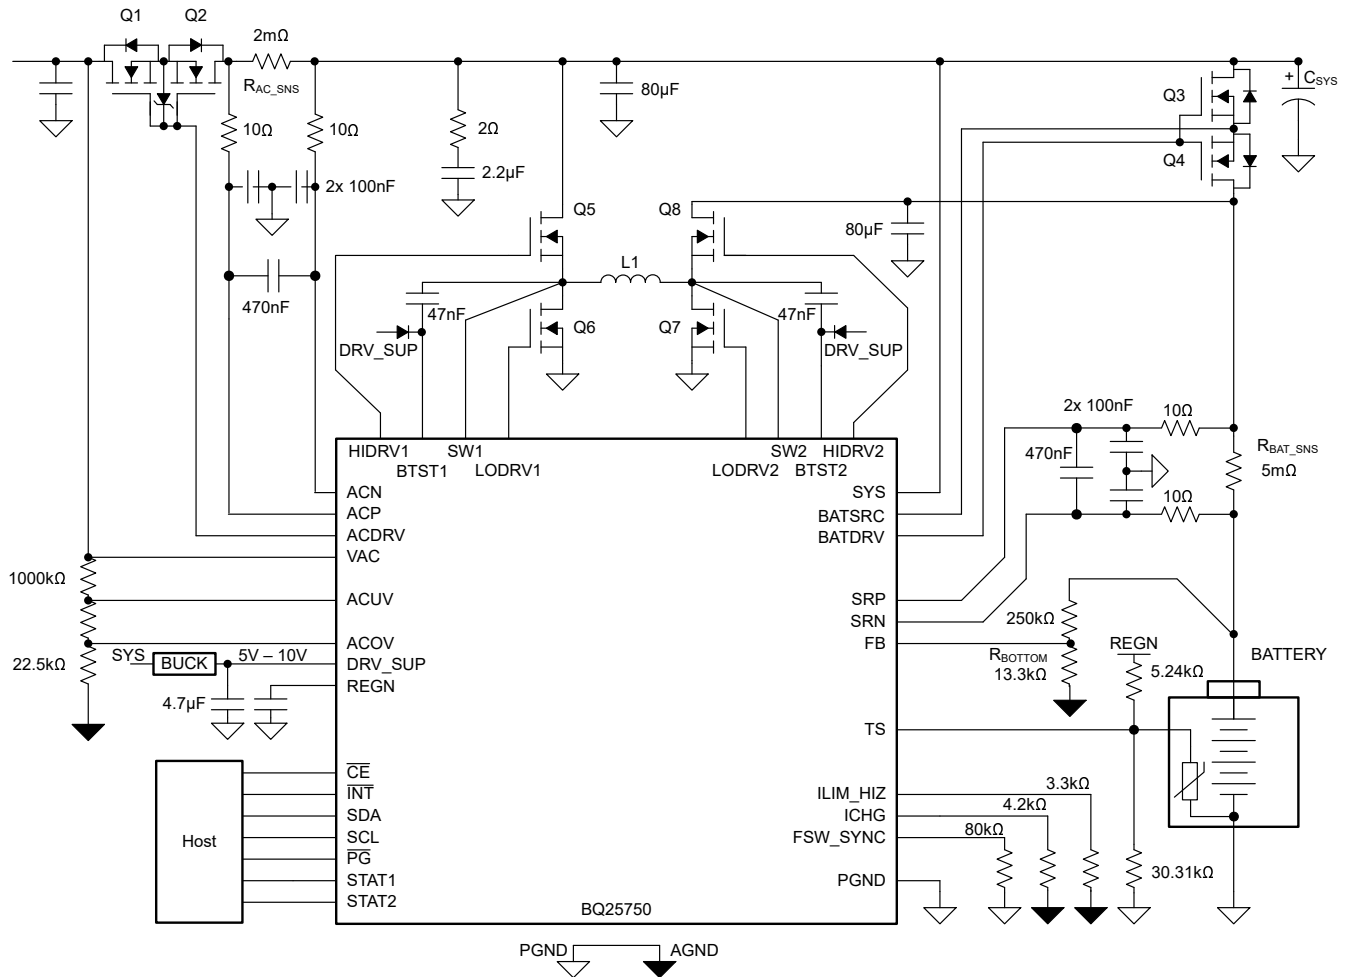 Q1
Q2
2mΩ
RAC_SNS
10Ω
10Ω
2x 100nF
470nF
2Ω
2.2µF
80µF
Q3
Q4
+
CSYS
Q5
Q8
80µF
L1
47nF
Q6
Q7
47nF
DRV_SUP
DRV_SUP
2x 100nF
10Ω
470nF
10Ω
RBAT_SNS
5mΩ
HIDRV1
BTST1
SW1
LODRV1
LODRV2
SW2
BTST2
HIDRV2
ACN
ACP
ACDRV
VAC
ACUV
ACOV
DRV_SUP
REGN
1000kΩ
22.5kΩ
SYS
BUCK
5V – 10V
4.7µF
SYS
BATSRC
BATDRV
SRP
SRN
FB
TS
250kΩ
RBOTTOM
13.3kΩ
REGN
5.24kΩ
BATTERY
Host
CE
INT
SDA
SCL
PG
STAT1
STAT2
ILIM_HIZ
ICHG
FSW_SYNC
PGND
3.3kΩ
4.2kΩ
80kΩ
30.31kΩ
BQ25750
PGND
AGND